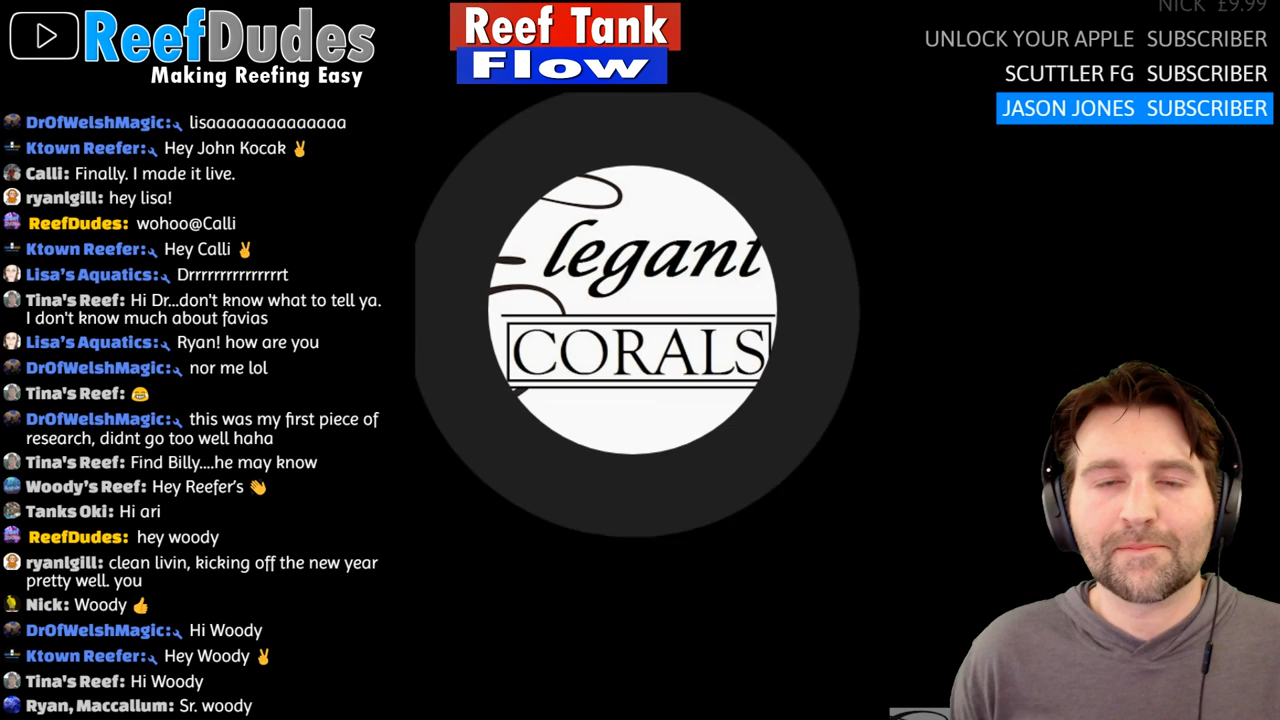 ReefDudes
Making Reefing Easy
Reef Tank
Flow
NICK £9.99
UNLOCK YOUR APPLE SUBSCRIBER
SCUTTLER FG SUBSCRIBER
JASON JONES SUBSCRIBER
DrOfWelshMagic: lisaaaaaaaaaaaaaa
Ktown Reefer: Hey John Kocak ✌
Calli: Finally. I made it live.
ryanlgill: hey lisa!
ReefDudes: wohoo@Calli
Ktown Reefer: Hey Calli ✌
Lisa's Aquatics: Drrrrrrrrrrrrrt
Tina's Reef: Hi Dr...don't know what to tell ya.
I don't know much about favias
Lisa's Aquatics: Ryan! how are you
DrOfWelshMagic: nor me lol
Tina's Reef: 😂
DrOfWelshMagic: this was my first piece of
research, didnt go too well haha
Tina's Reef: Find Billy....he may know
Woody's Reef: Hey Reefer's 👋
Tanks Oki: Hi ari
ReefDudes: hey woody
ryanlgill: clean livin, kicking off the new year
pretty well. you
Nick: Woody 👍
DrOfWelshMagic: Hi Woody
Ktown Reefer: Hey Woody ✌
Tina's Reef: Hi Woody
Ryan, Maccallum: Sr. woody
legant
CORALS